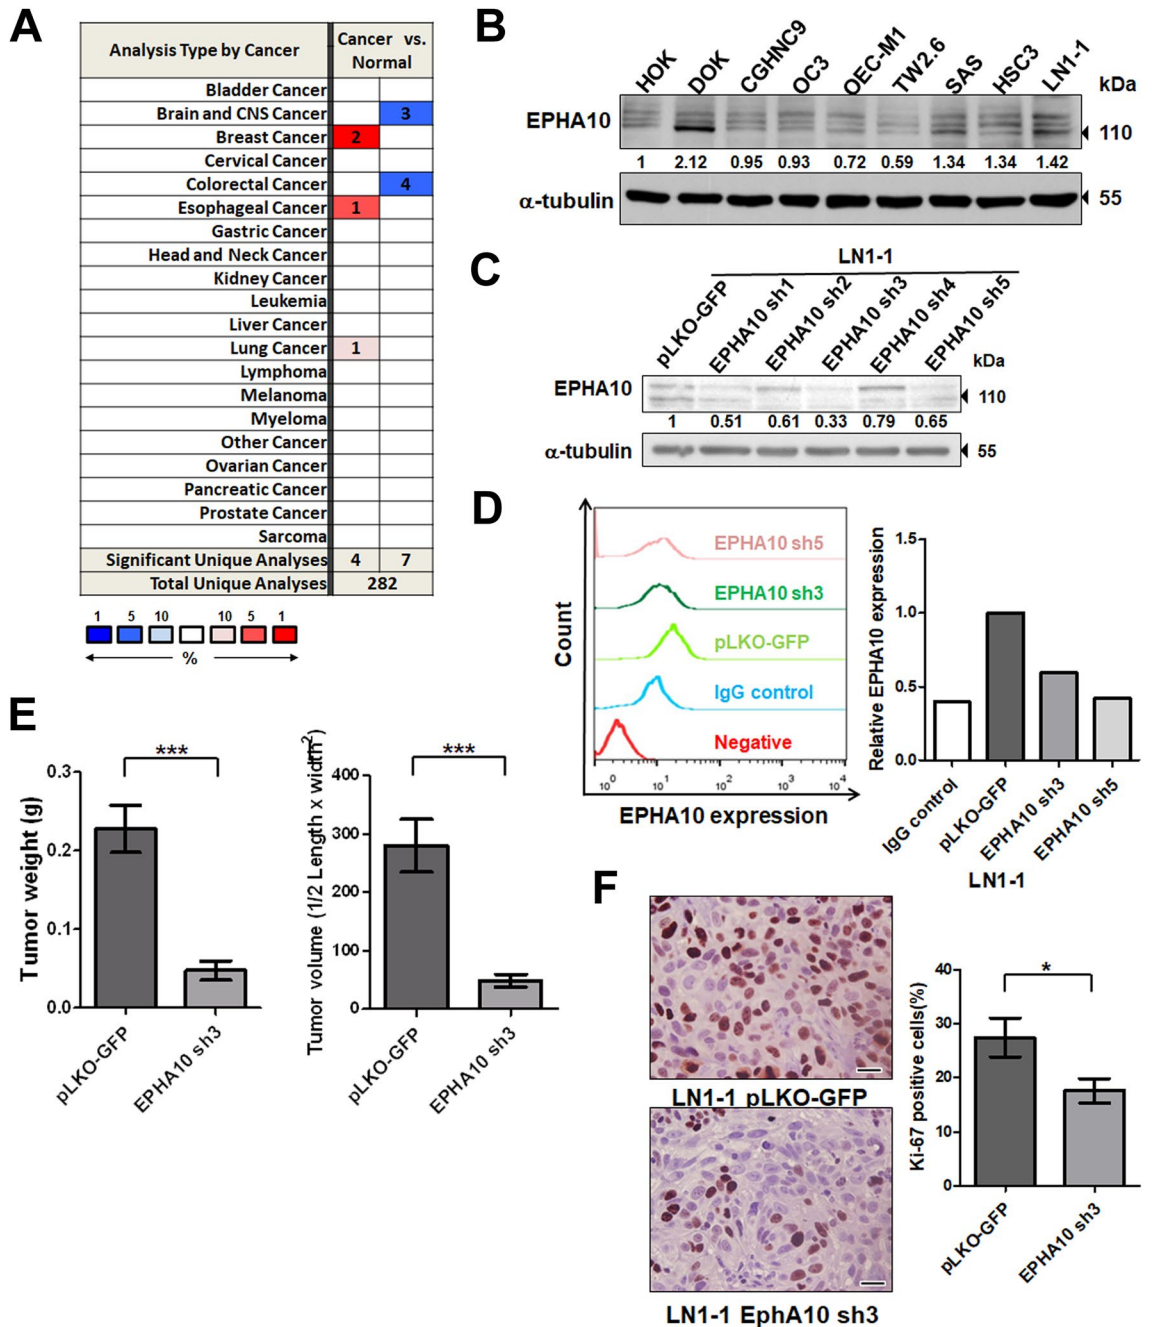 A
Analysis Type by Cancer
Cancer vs.
Normal
Bladder Cancer
Brain and CNS Cancer 3
Breast Cancer 2
Cervical Cancer
Colorectal Cancer 4
Esophageal Cancer 1
Gastric Cancer
Head and Neck Cancer
Kidney Cancer
Leukemia
Liver Cancer
Lung Cancer 1
Lymphoma
Melanoma
Myeloma
Other Cancer
Ovarian Cancer
Pancreatic Cancer
Prostate Cancer
Sarcoma
Significant Unique Analyses 4 7
Total Unique Analyses 282
1 5 10 10 5 1
%
B
HOK DOK CGHNC9 OC3 OEC-M1 TW2.6 SAS HSC3 LN1-1
kDa
EPHA10
110
1 2.12 0.95 0.93 0.72 0.59 1.34 1.34 1.42
α-tubulin
55
C
LN1-1
pLKO-GFP EPHA10 sh1 EPHA10 sh2 EPHA10 sh3 EPHA10 sh4 EPHA10 sh5
kDa
EPHA10
110
1 0.51 0.61 0.33 0.79 0.65
α-tubulin
55
D
Count
EPHA10 sh5
EPHA10 sh3
pLKO-GFP
IgG control
Negative
10^0 10^1 10^2 10^3 10^4
EPHA10 expression
Relative EPHA10 expression
1.5
1.0
0.5
0.0
IgG control
pLKO-GFP
EPHA10 sh3
EPHA10 sh5
LN1-1
E
Tumor weight (g)
***
0.3
0.2
0.1
0.0
pLKO-GFP
EPHA10 sh3
Tumor volume (1/2 Length x width²)
***
400
300
200
100
0
pLKO-GFP
EPHA10 sh3
F
LN1-1 pLKO-GFP
LN1-1 EphA10 sh3
Ki-67 positive cells(%)
*
40
30
20
10
0
pLKO-GFP
EPHA10 sh3